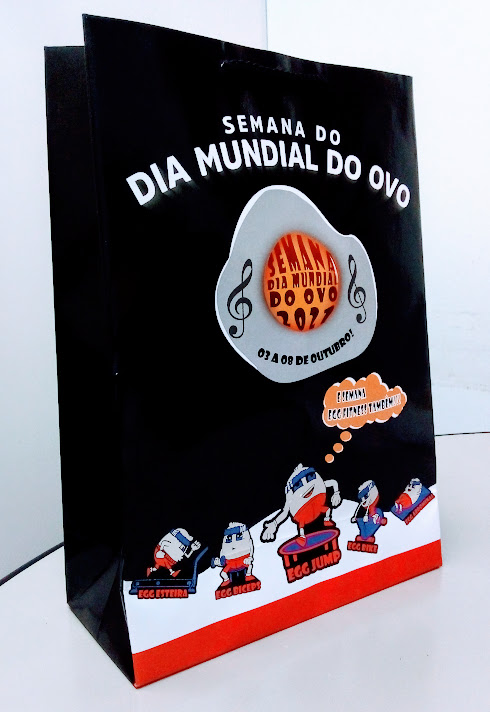 SEMANA DO
DIA MUNDIAL DO OVO
SEMANA
DIA MUNDIAL
DO OVO
2022
03 A 08 DE OUTUBRO!
E SEMANA
EGG FITNESS TAMBÉM!!!
EGG ESTEIRA
EGG BICEPS
EGG JUMP
EGG BIKE